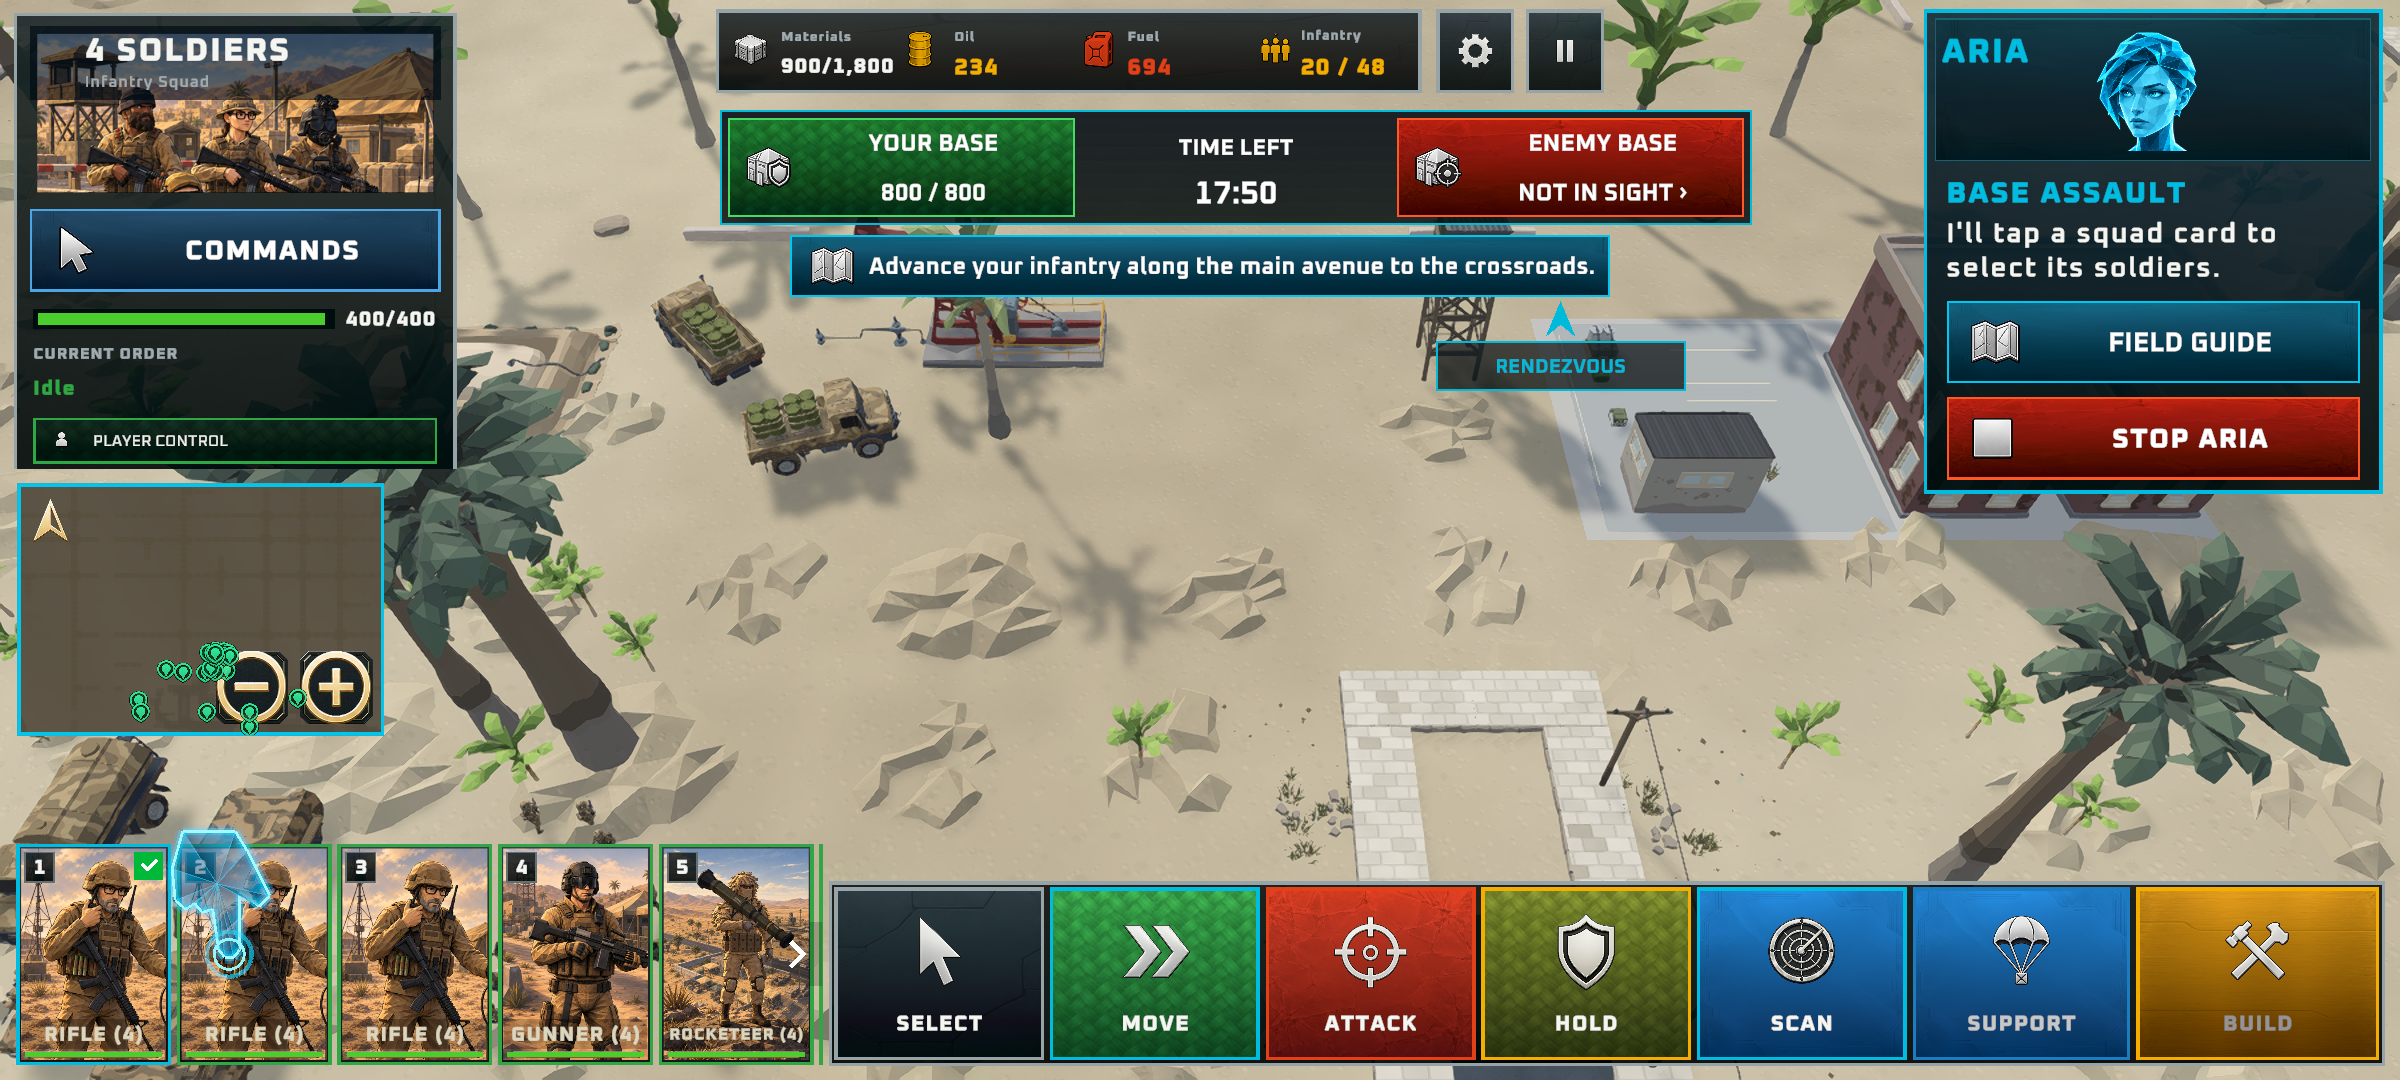 4 SOLDIERS
Infantry Squad
COMMANDS
400/400
CURRENT ORDER
Idle
PLAYER CONTROL
Materials
900/1,800
Oil
234
Fuel
694
Infantry
20 / 48
YOUR BASE
800 / 800
TIME LEFT
17:50
ENEMY BASE
NOT IN SIGHT ›
Advance your infantry along the main avenue to the crossroads.
RENDEZVOUS
ARIA
BASE ASSAULT
I'll tap a squad card to
select its soldiers.
FIELD GUIDE
STOP ARIA
1
RIFLE (4)
2
RIFLE (4)
3
RIFLE (4)
4
GUNNER (4)
5
ROCKETEER (4)
SELECT
MOVE
ATTACK
HOLD
SCAN
SUPPORT
BUILD